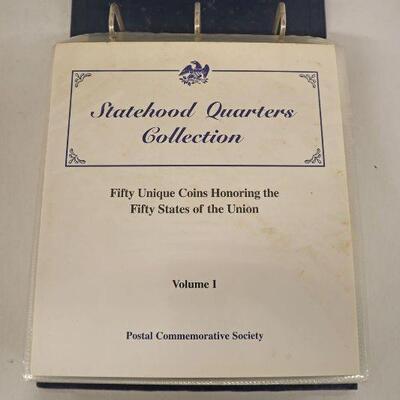 Statehood Quarters
Collection
Fifty Unique Coins Honoring the
Fifty States of the Union
Volume I
Postal Commemorative Society